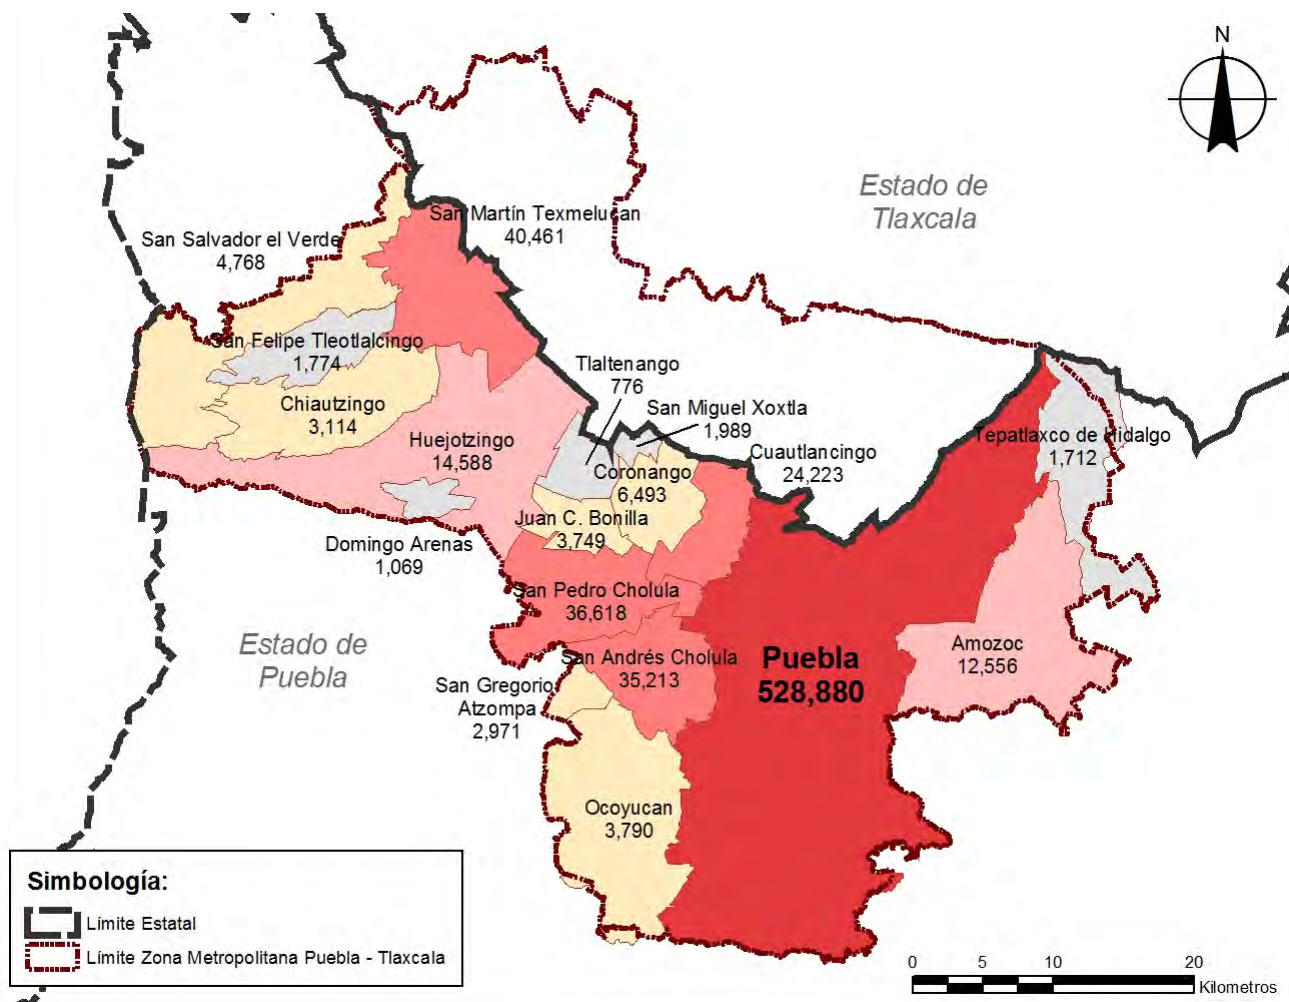 N
Estado de
Tlaxcala
San Martín Texmelucan
40,461
San Salvador el Verde
4,768
San Felipe Tleotlalcingo
1,774
Tlaltenango
776
Chiautzingo
3,114
San Miguel Xoxtla
1,989
Huejotzingo
14,588
Cuautlancingo
24,223
Tepatlaxco de Hidalgo
1,712
Coronango
6,493
Juan C. Bonilla
3,749
Domingo Arenas
1,069
San Pedro Cholula
36,618
Estado de
Puebla
San Andrés Cholula
35,213
Puebla
528,880
Amozoc
12,556
San Gregorio
Atzompa
2,971
Ocoyucan
3,790
Simbología:
Límite Estatal
Límite Zona Metropolitana Puebla - Tlaxcala
0 5 10 20
Kilometros